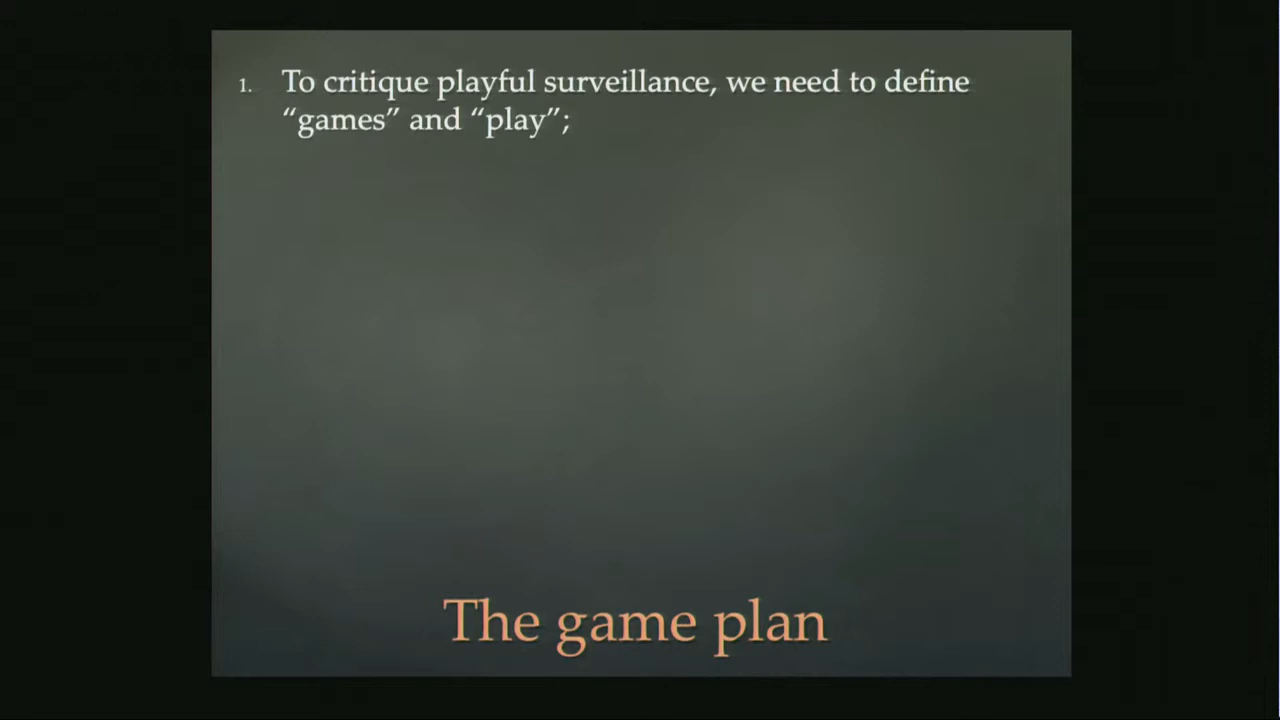 1. To critique playful surveillance, we need to define
“games” and “play”;
The game plan